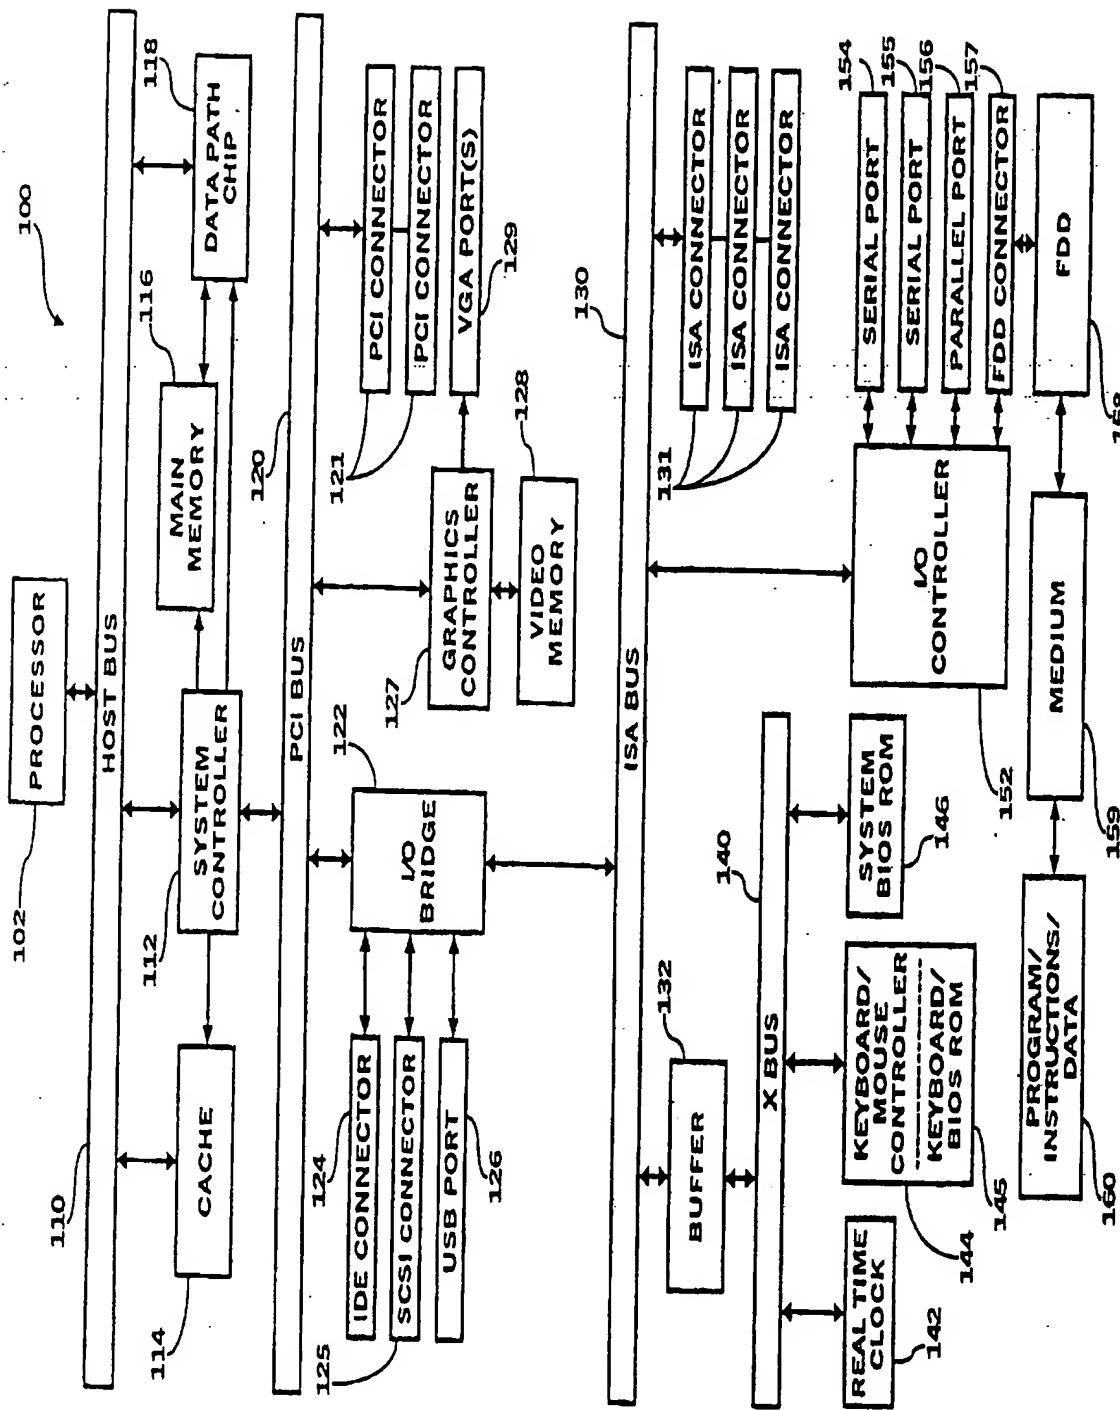 100
102
PROCESSOR
110
HOST BUS
114
CACHE
112
SYSTEM
CONTROLLER
116
MAIN
MEMORY
118
DATA PATH
CHIP
120
PCI BUS
124
IDE CONNECTOR
125
SCSI CONNECTOR
USB PORT
126
122
I/O
BRIDGE
127
GRAPHICS
CONTROLLER
128
VIDEO
MEMORY
121
PCI CONNECTOR
PCI CONNECTOR
VGA PORT(S)
129
130
ISA BUS
132
BUFFER
131
ISA CONNECTOR
ISA CONNECTOR
ISA CONNECTOR
140
X BUS
REAL TIME
CLOCK
142
KEYBOARD/
MOUSE
CONTROLLER
KEYBOARD/
BIOS ROM
144
145
SYSTEM
BIOS ROM
146
I/O
CONTROLLER
152
SERIAL PORT
154
SERIAL PORT
155
PARALLEL PORT
156
FDD CONNECTOR
157
FDD
158
MEDIUM
159
PROGRAM/
INSTRUCTIONS/
DATA
160